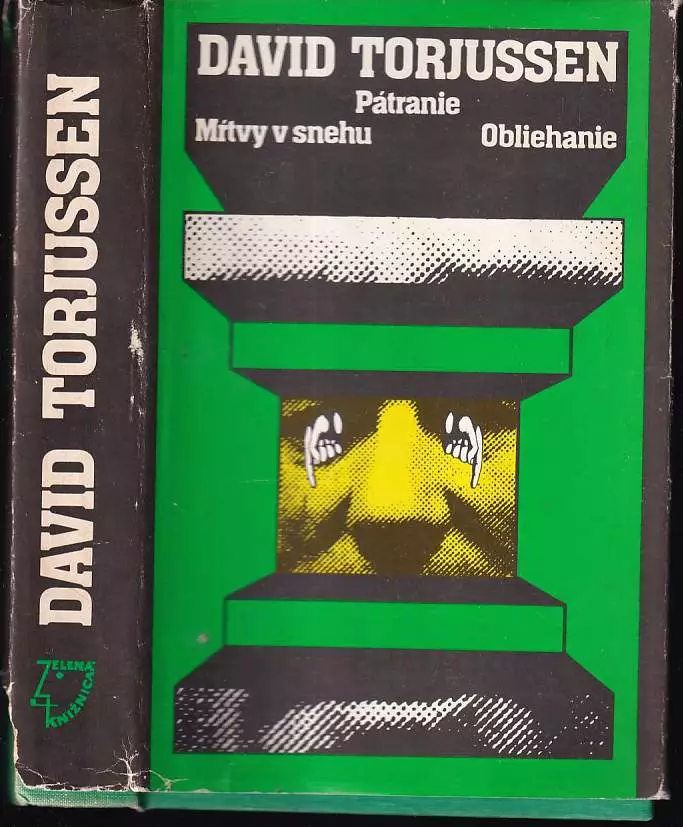 DAVID TORJUSSEN
DAVID TORJUSSEN
Pátranie
Mŕtvy v snehu Obliehanie
ZELENÁ
KNIŽNICA